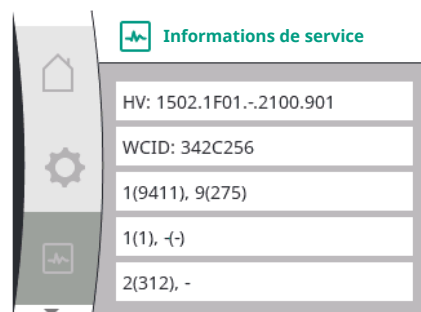 Informations de service
HV: 1502.1F01.-.2100.901
WCID: 342C256
1(9411), 9(275)
1(1), -(-)
2(312), -